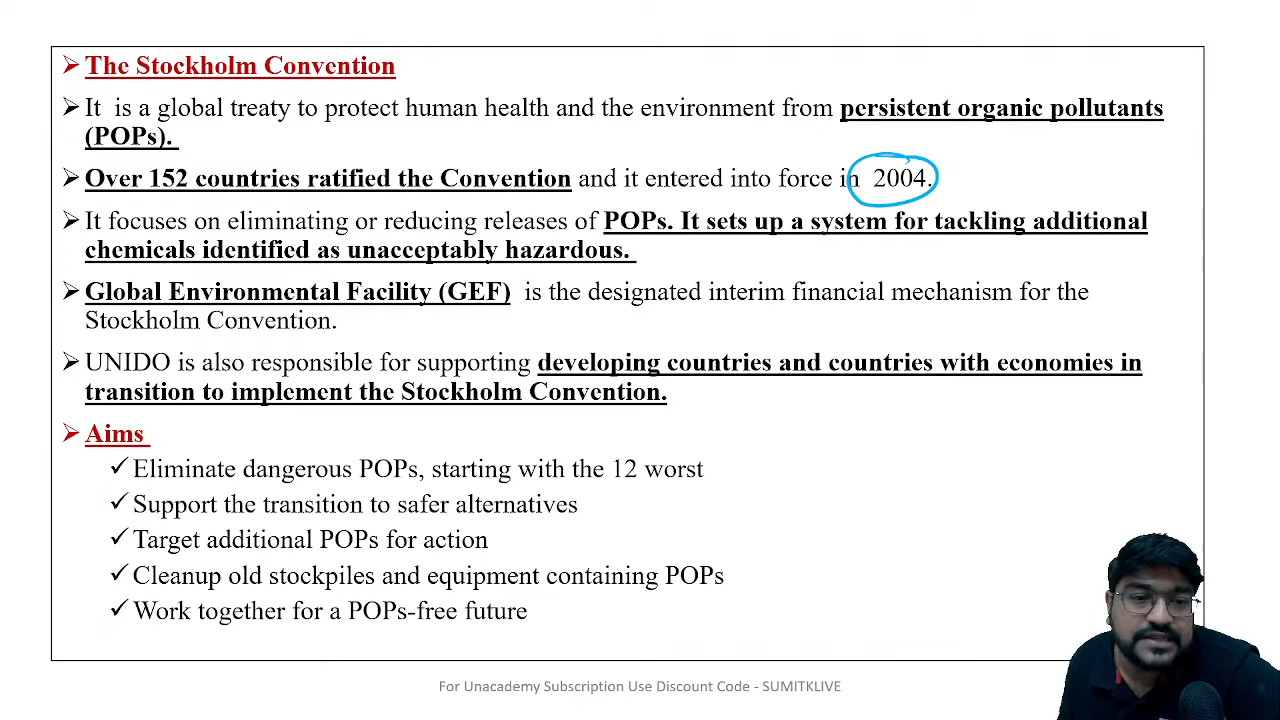 The Stockholm Convention
It is a global treaty to protect human health and the environment from persistent organic pollutants
(POPs).
Over 152 countries ratified the Convention and it entered into force in 2004.
It focuses on eliminating or reducing releases of POPs. It sets up a system for tackling additional
chemicals identified as unacceptably hazardous.
Global Environmental Facility (GEF) is the designated interim financial mechanism for the
Stockholm Convention.
UNIDO is also responsible for supporting developing countries and countries with economies in
transition to implement the Stockholm Convention.
Aims
Eliminate dangerous POPs, starting with the 12 worst
Support the transition to safer alternatives
Target additional POPs for action
Cleanup old stockpiles and equipment containing POPs
Work together for a POPs-free future
For Unacademy Subscription Use Discount Code - SUMITKLIVE